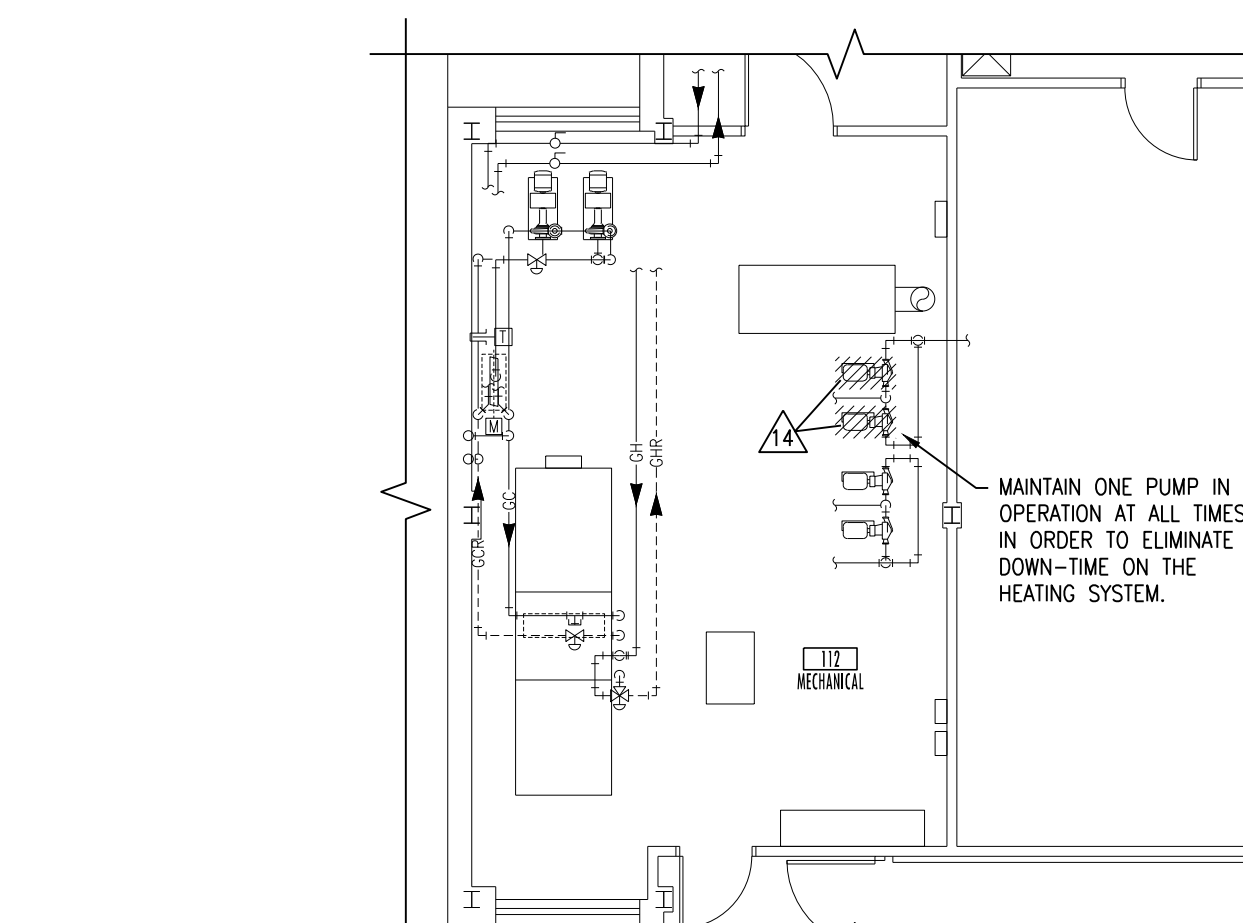 T
M
GH
GHR
14
GC
GCR
MAINTAIN ONE PUMP IN
OPERATION AT ALL TIMES
IN ORDER TO ELIMINATE
DOWN-TIME ON THE
HEATING SYSTEM.
112
MECHANICAL